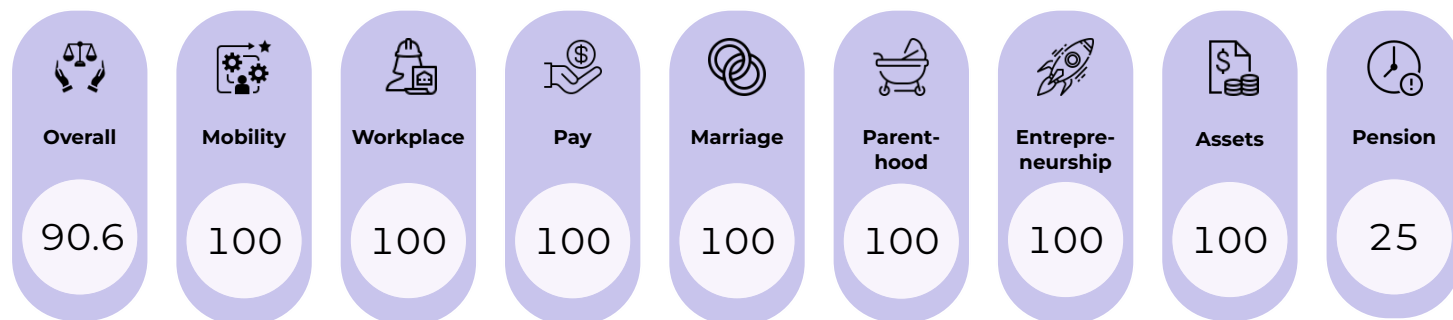 Overall
90.6
Mobility
100
Workplace
100
$
Pay
100
Marriage
100
Parent-
hood
100
Entrepre-
neurship
100
$
Assets
100
!
Pension
25